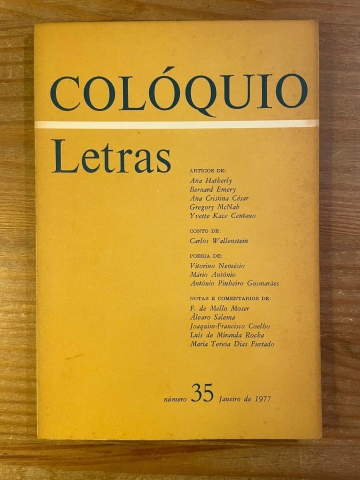 COLÓQUIO
Letras
ARTIGOS DE:
Ana Hatherly
Bernard Emery
Ana Cristina César
Gregory McNab
Yvette Kace Centeno
CONTO DE:
Carlos Wallenstein
POESIA DE:
Vitorino Nemésio
Mário António
António Pinheiro Guimarães
NOTAS E COMENTÁRIOS DE:
F. de Mello Moser
Álvaro Salema
Joaquim-Francisco Coelho
Luís de Miranda Rocha
Maria Teresa Dias Furtado
número 35 Janeiro de 1977